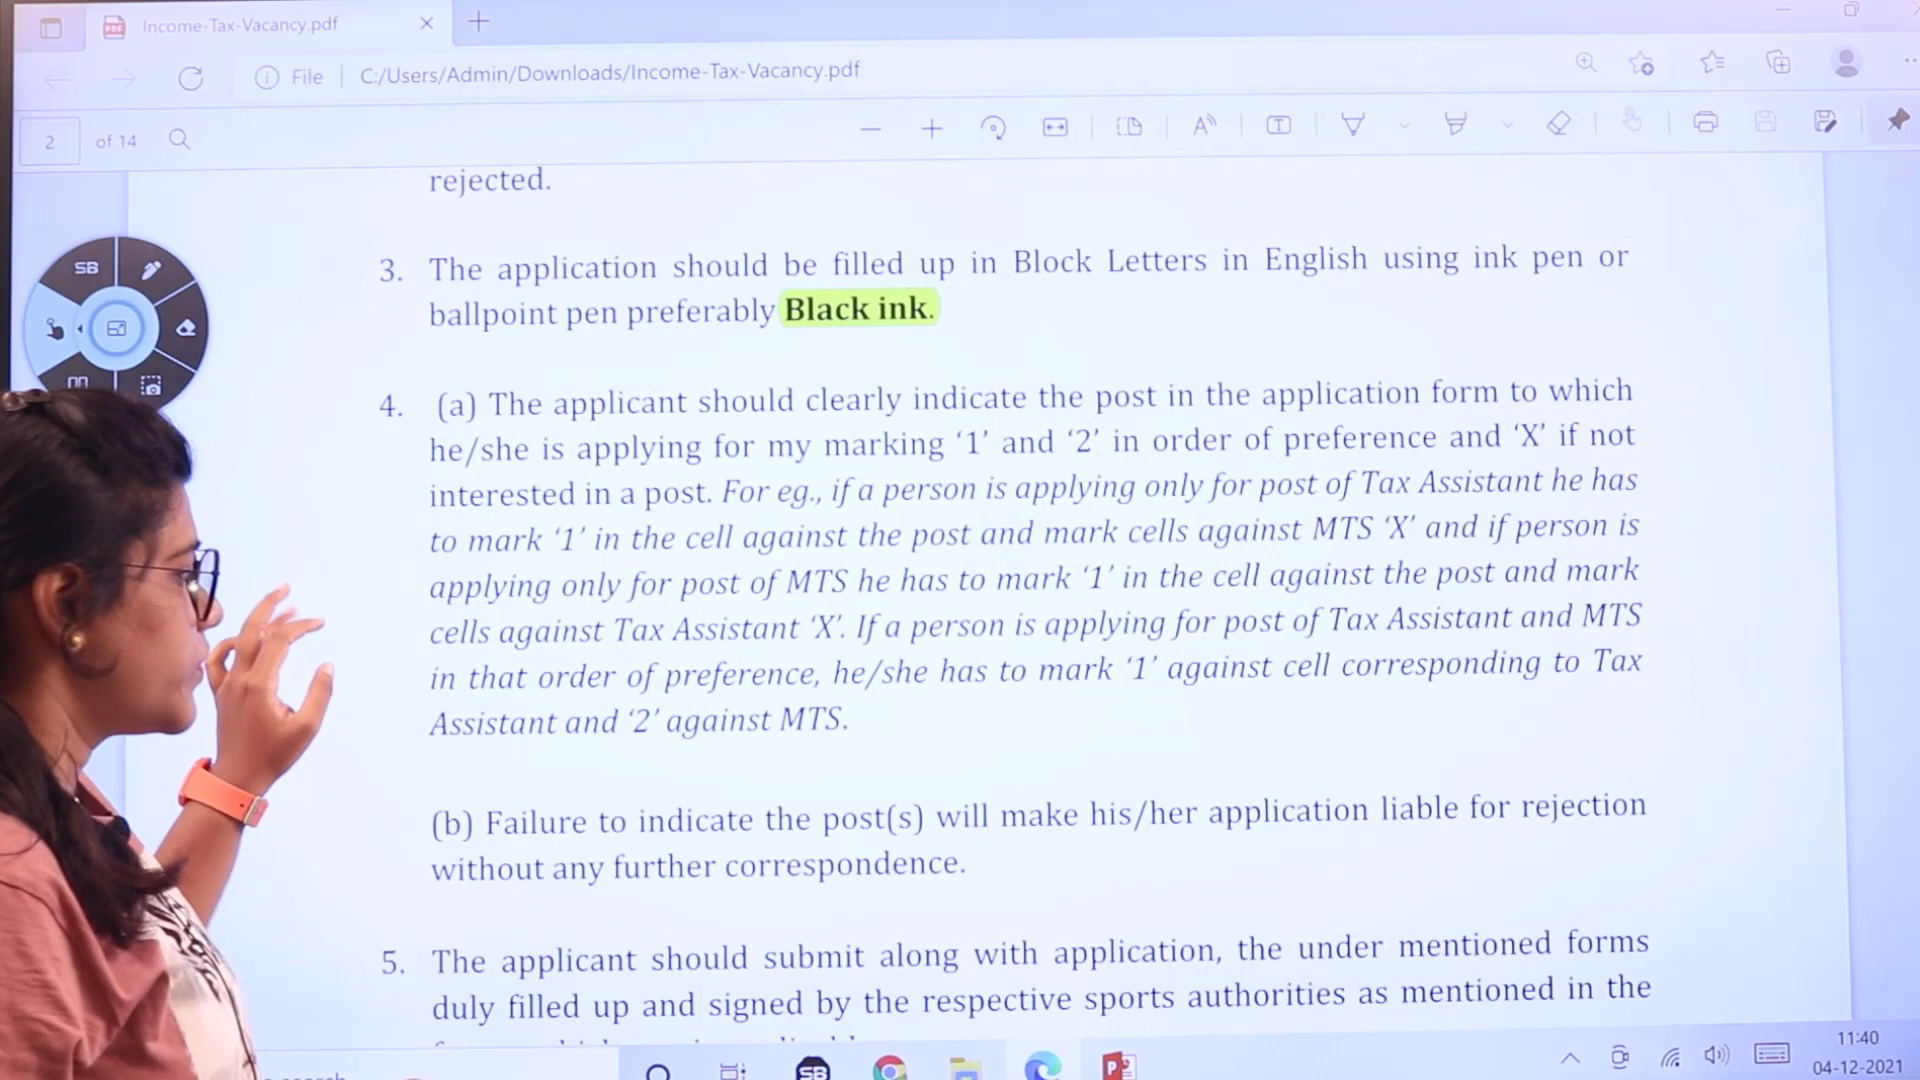 Income-Tax-Vacancy.pdf
File C:/Users/Admin/Downloads/Income-Tax-Vacancy.pdf
2 of 14
rejected.
SB
3. The application should be filled up in Block Letters in English using ink pen or
ballpoint pen preferably Black ink.
4. (a) The applicant should clearly indicate the post in the application form to which
he/she is applying for my marking ‘1’ and ‘2’ in order of preference and ‘X’ if not
interested in a post. For eg., if a person is applying only for post of Tax Assistant he has
to mark ‘1’ in the cell against the post and mark cells against MTS ‘X’ and if person is
applying only for post of MTS he has to mark ‘1’ in the cell against the post and mark
cells against Tax Assistant ‘X’. If a person is applying for post of Tax Assistant and MTS
in that order of preference, he/she has to mark ‘1’ against cell corresponding to Tax
Assistant and ‘2’ against MTS.
(b) Failure to indicate the post(s) will make his/her application liable for rejection
without any further correspondence.
5. The applicant should submit along with application, the under mentioned forms
duly filled up and signed by the respective sports authorities as mentioned in the
SB
11:40
04-12-2021